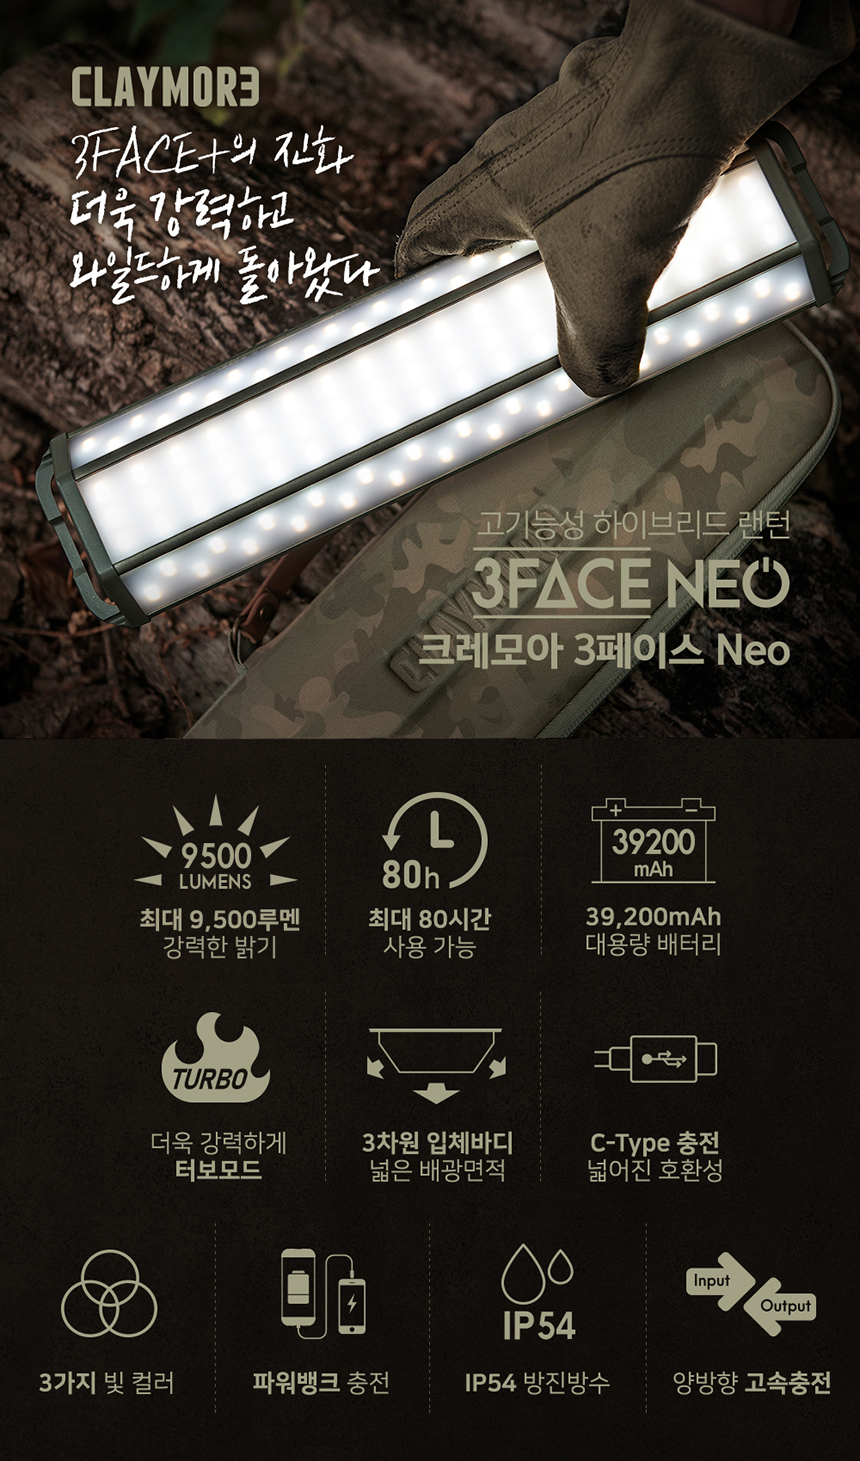 CLAYMORE
3FACE+의 진화
더욱 강력하고
와일드하게 돌아왔다
고기능성 하이브리드 랜턴
3FACE NEO
크레모아 3페이스 Neo
CLAYMORE
9500
LUMENS
최대 9,500루멘
강력한 밝기
80h
최대 80시간
사용 가능
39200
mAh
39,200mAh
대용량 배터리
TURBO
더욱 강력하게
터보모드
3차원 입체바디
넓은 배광면적
C-Type 충전
넓어진 호환성
3가지 빛 컬러
파워뱅크 충전
IP54
IP54 방진방수
Input
Output
양방향 고속충전